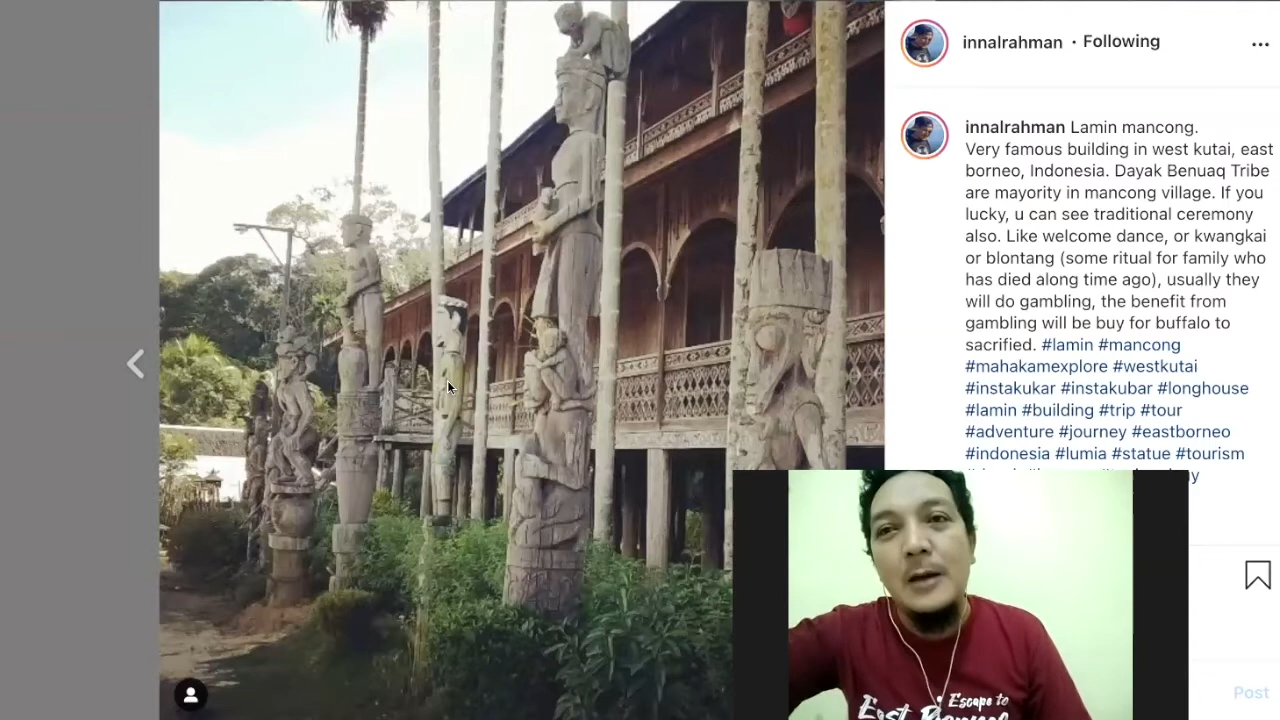 innalrahman • Following
innalrahman Lamin mancong.
Very famous building in west kutai, east
borneo, Indonesia. Dayak Benuaq Tribe
are mayority in mancong village. If you
lucky, u can see traditional ceremony
also. Like welcome dance, or kwangkai
or blontang (some ritual for family who
has died along time ago), usually they
will do gambling, the benefit from
gambling will be buy for buffalo to
sacrified. #lamin #mancong
#mahakamexplore #westkutai
#instakukar #instakubar #longhouse
#lamin #building #trip #tour
#adventure #journey #eastborneo
#indonesia #lumia #statue #tourism
Escape to
East
Post